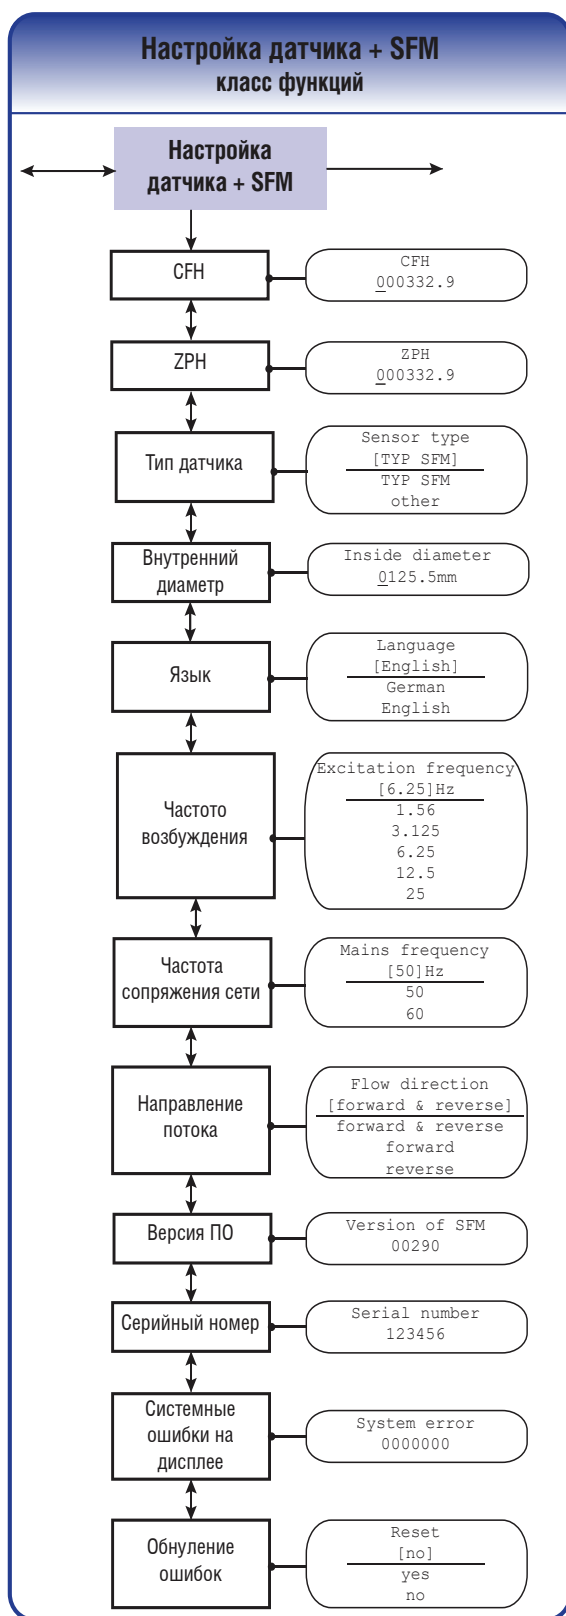 Настройка датчика + SFM
класс функций
Настройка
датчика + SFM
CFH
CFH
000332.9
ZPH
ZPH
000332.9
Тип датчика
Sensor type
[TYP SFM]
TYP SFM
other
Внутренний
диаметр
Inside diameter
0125.5mm
Язык
Language
[English]
German
English
Частото
возбуждения
Excitation frequency
[6.25]Hz
1.56
3.125
6.25
12.5
25
Частота
сопряжения сети
Mains frequency
[50]Hz
50
60
Направление
потока
Flow direction
[forward & reverse]
forward & reverse
forward
reverse
Версия ПО
Version of SFM
00290
Серийный номер
Serial number
123456
Системные
ошибки на
дисплее
System error
0000000
Обнуление
ошибок
Reset
[no]
yes
no